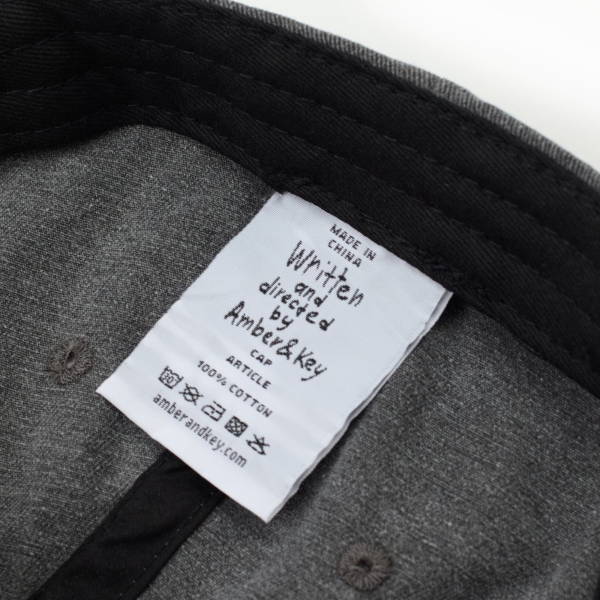 MADE IN
CHINA
Written
and
directed
by
Amber&Key
CAP
ARTICLE
100% COTTON
amberandkey.com